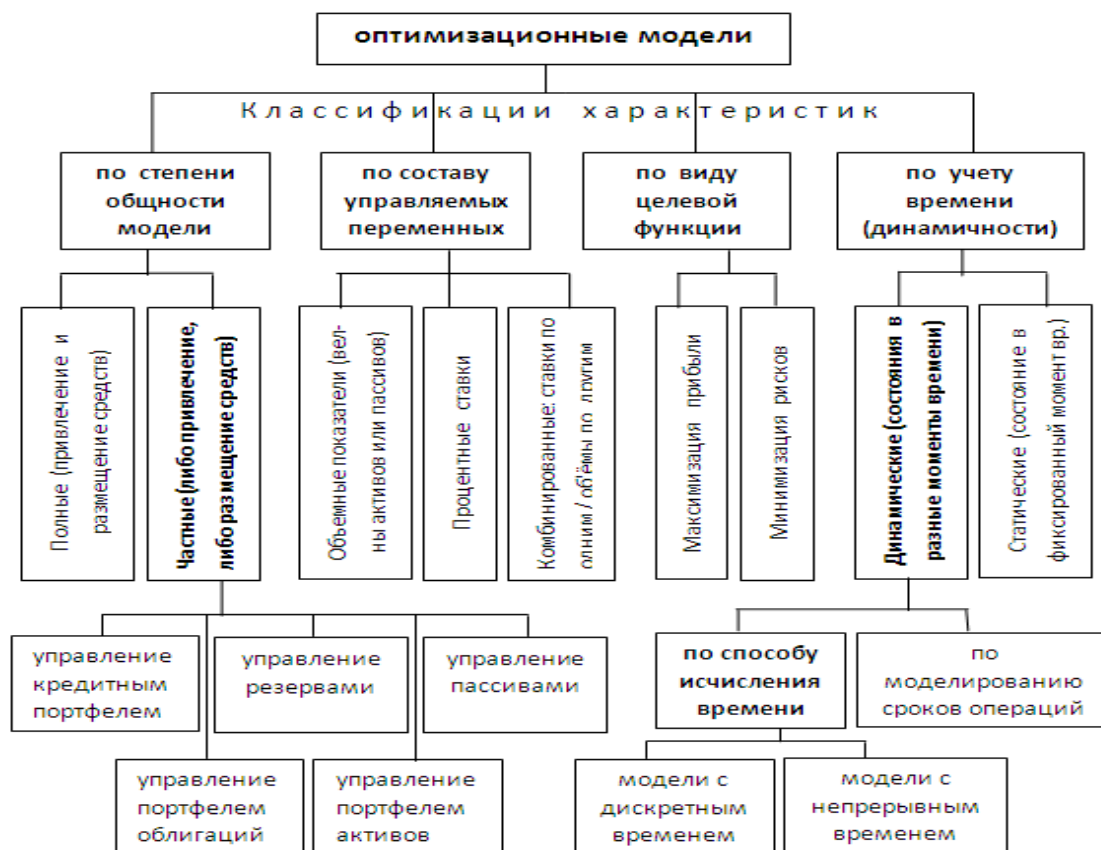 оптимизационные модели
Классификации характеристик
по степени
общности
модели
по составу
управляемых
переменных
по виду
целевой
функции
по учету
времени
(динамичности)
Полные (привлечение и
размещение средств)
Частные (либо привлечение,
либо размещение средств)
Объемные показатели (вел-
ны активов или пассивов)
Процентные ставки
Комбинированные: ставки по
одним / объёмы по другим
Максимизация прибыли
Минимизация рисков
Динамические (состояния в
разные моменты времени)
Статические (состояние в
фиксированный момент вр.)
управление
кредитным
портфелем
управление
резервами
управление
пассивами
по способу
исчисления
времени
по
моделированию
сроков операций
управление
портфелем
облигаций
управление
портфелем
активов
модели с
дискретным
временем
модели с
непрерывным
временем